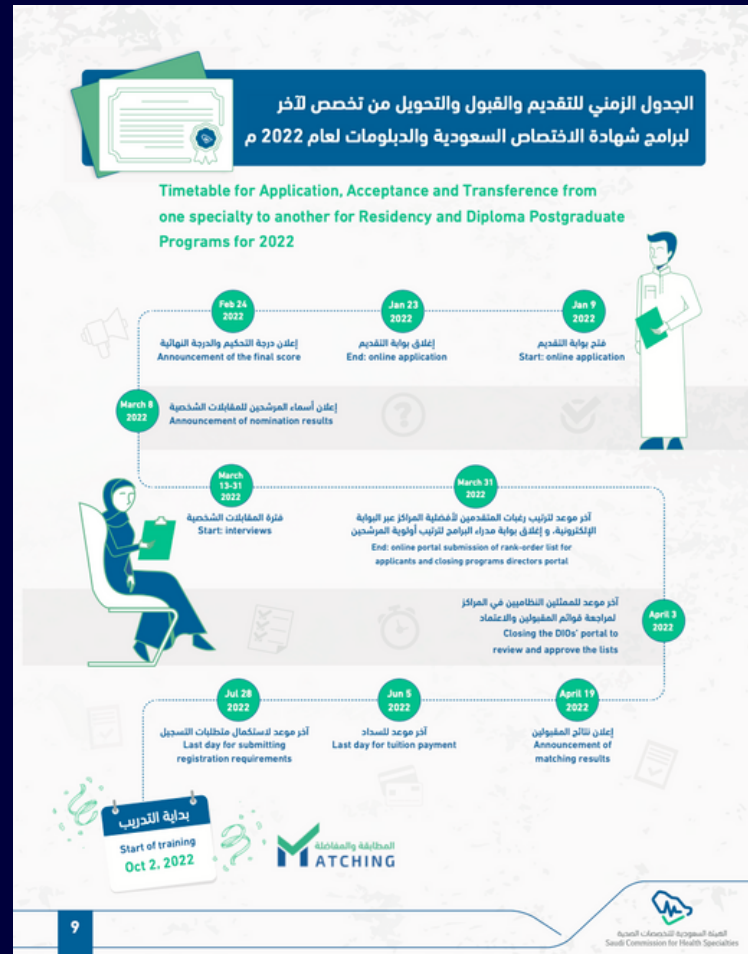 الجدول الزمني للتقديم والقبول والتحويل من تخصص لآخر
لبرامج شهادة الاختصاص السعودية والدبلومات لعام 2022 م
Timetable for Application, Acceptance and Transference from
one specialty to another for Residency and Diploma Postgraduate
Programs for 2022
Jan 9
2022
فتح بوابة التقديم
Start: online application
Jan 23
2022
إغلاق بوابة التقديم
End: online application
Feb 24
2022
إعلان درجة التحكيم والدرجة النهائية
Announcement of the final score
March 8
2022
إعلان أسماء المرشحين للمقابلات الشخصية
Announcement of nomination results
March
13-31
2022
فترة المقابلات الشخصية
Start: interviews
March 31
2022
آخر موعد لترتيب رغبات المتقدمين لأفضلية المراكز عبر البوابة
الإلكترونية، و إغلاق بوابة مدراء البرامج لترتيب أولوية المرشحين
End: online portal submission of rank-order list for
applicants and closing programs directors portal
April 3
2022
آخر موعد للممثلين النظاميين في المراكز
لمراجعة قوائم المقبولين والاعتماد
Closing the DIOs' portal to
review and approve the lists
April 19
2022
إعلان نتائج المقبولين
Announcement of
matching results
Jun 5
2022
آخر موعد للسداد
Last day for tuition payment
Jul 28
2022
آخر موعد لاستكمال متطلبات التسجيل
Last day for submitting
registration requirements
بداية التدريب
Start of training
Oct 2, 2022
المطابقة والمفاضلة
MATCHING
9
الهيئة السعودية للتخصصات الصحية
Saudi Commission for Health Specialties